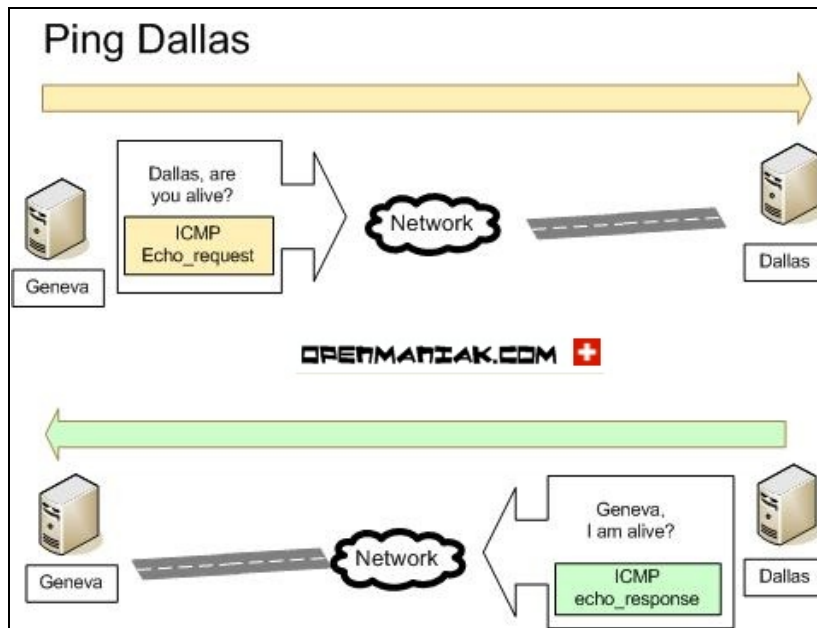 Ping Dallas
Dallas, are
you alive?
ICMP
Echo_request
Network
Geneva
Dallas
OPENMANIAK.COM
Geneva,
I am alive?
ICMP
echo_response
Network
Geneva
Dallas